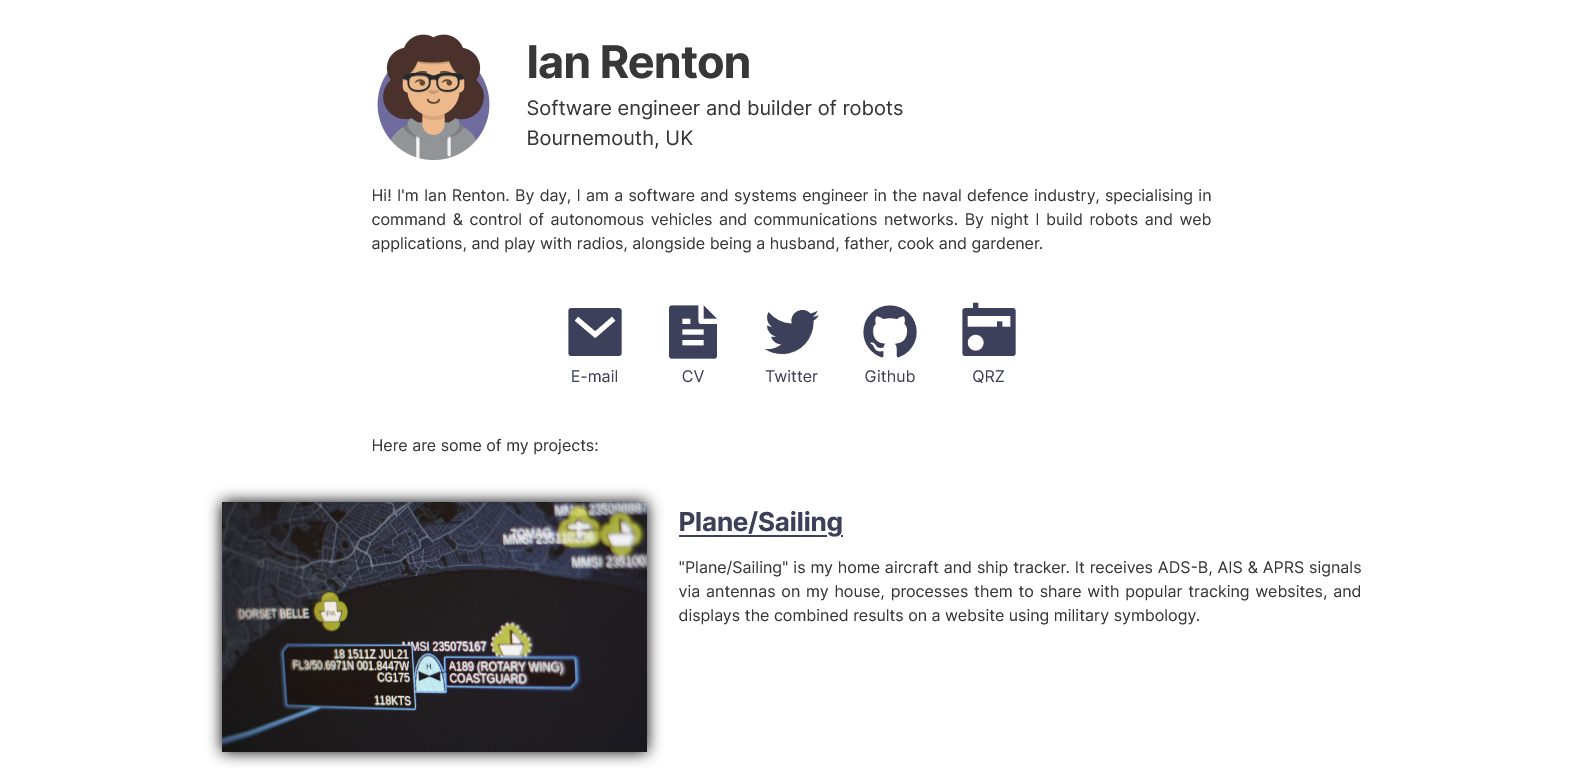 Ian Renton
Software engineer and builder of robots
Bournemouth, UK
Hi! I'm Ian Renton. By day, I am a software and systems engineer in the naval defence industry, specialising in
command & control of autonomous vehicles and communications networks. By night I build robots and web
applications, and play with radios, alongside being a husband, father, cook and gardener.
E-mail
CV
Twitter
Github
QRZ
Here are some of my projects:
Plane/Sailing
"Plane/Sailing" is my home aircraft and ship tracker. It receives ADS-B, AIS & APRS signals
via antennas on my house, processes them to share with popular tracking websites, and
displays the combined results on a website using military symbology.
MMSI
MMSI
MMSI
DORSET BELLE
PA
MMSI 235075167
18 1511Z JUL21
FL3/50.6971N 001.8447W
CG175
118KTS
H
A189 (ROTARY WING)
COASTGUARD